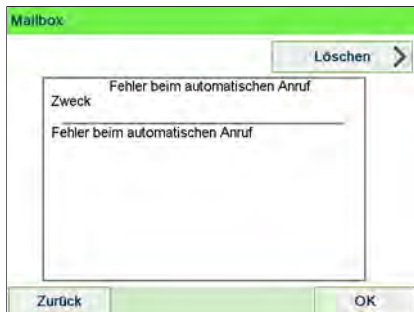 Mailbox
Löschen
Fehler beim automatischen Anruf
Zweck
Fehler beim automatischen Anruf
Zurück
OK